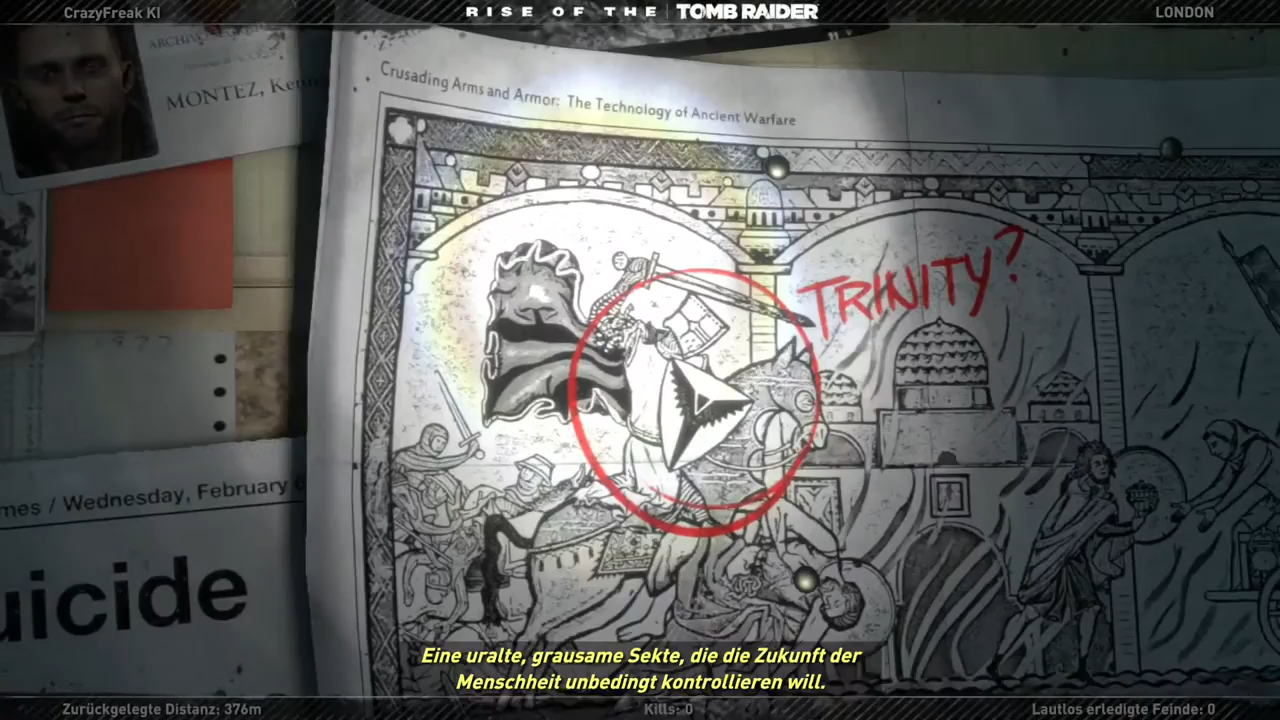 CrazyFreak KI
RISE OF THE TOMB RAIDER
LONDON
MONTEZ,
Crusading Arms and Armor: The Technology of Ancient Warfare
TRINITY?
mes / Wednesday, February
uicide
Eine uralte, grausame Sekte, die die Zukunft der
Menschheit unbedingt kontrollieren will.
Zurückgelegte Distanz: 376m
Kills: 0
Lautlos erledigte Feinde: 0